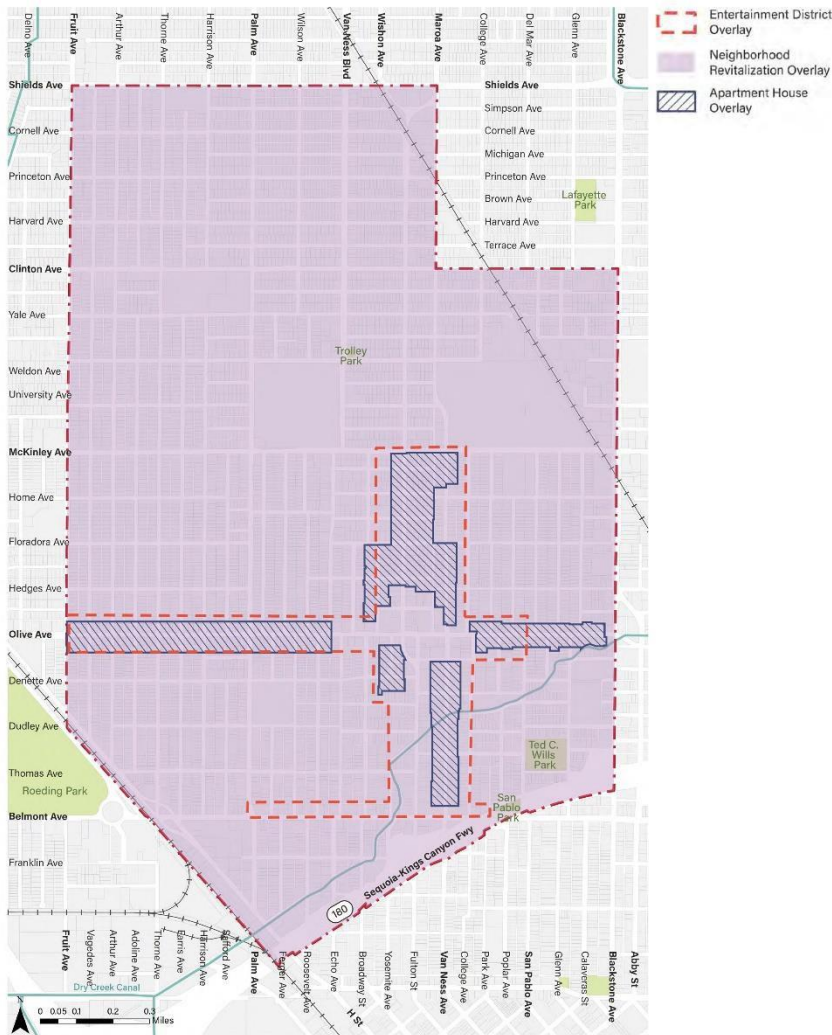 Delno Ave
Fruit Ave
Arthur Ave
Thorne Ave
Harrison Ave
Palm Ave
Wilson Ave
Van Ness Blvd
Wishon Ave
Maroa Ave
College Ave
Del Mar Ave
Glenn Ave
Blackstone Ave
Entertainment District
Overlay
Neighborhood
Revitalization Overlay
Apartment House
Overlay
Shields Ave
Cornell Ave
Princeton Ave
Harvard Ave
Clinton Ave
Yale Ave
Weldon Ave
University Ave
McKinley Ave
Home Ave
Floradora Ave
Hedges Ave
Olive Ave
Denette Ave
Dudley Ave
Thomas Ave
Roeding Park
Belmont Ave
Franklin Ave
Shields Ave
Simpson Ave
Cornell Ave
Michigan Ave
Princeton Ave
Brown Ave
Harvard Ave
Terrace Ave
Lafayette
Park
Trolley
Park
Ted C.
Wills
Park
San
Pablo
Park
Sequoia-Kings Canyon Fwy
180
Fruit Ave
Vagedes Ave
Arthur Ave
Adoline Ave
Thorne Ave
Farris Ave
Harrison Ave
Safford Ave
Palm Ave
Ferger Ave
Roosevelt Ave
Echo Ave
Broadway St
Yosemite Ave
Fulton St
Van Ness Ave
College Ave
Park Ave
Poplar Ave
San Pablo Ave
Glenn Ave
Calaveras St
Blackstone Ave
Abby St
Dry Creek Canal
H St
N
0 0.05 0.1 0.2 0.3
Miles